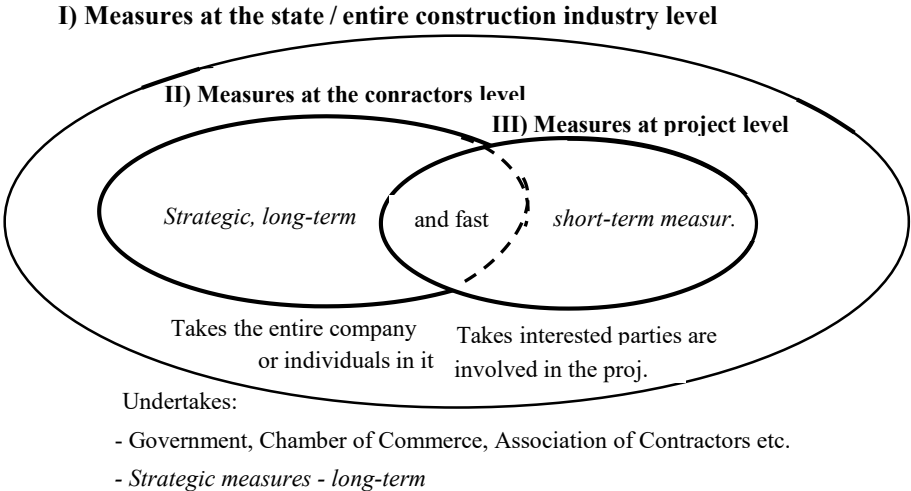 I) Measures at the state / entire construction industry level
II) Measures at the conractors level
III) Measures at project level
Strategic, long-term and fast short-term measur.
Takes the entire company
or individuals in it
Takes interested parties are
involved in the proj.
Undertakes:
- Government, Chamber of Commerce, Association of Contractors etc.
- Strategic measures - long-term